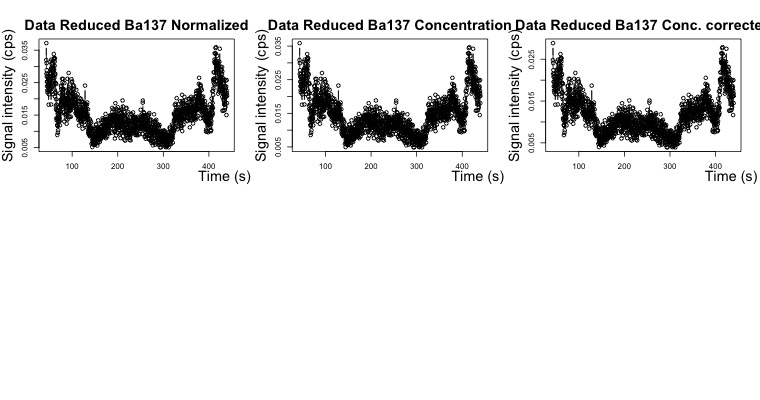 Data Reduced Ba137 Normalized
Signal intensity (cps)
0.005 0.015 0.025 0.035
100 200 300 400
Time (s)
Data Reduced Ba137 Concentration
Signal intensity (cps)
0.005 0.015 0.025 0.035
100 200 300 400
Time (s)
Data Reduced Ba137 Conc. correcte
Signal intensity (cps)
0.005 0.015 0.025
100 200 300 400
Time (s)